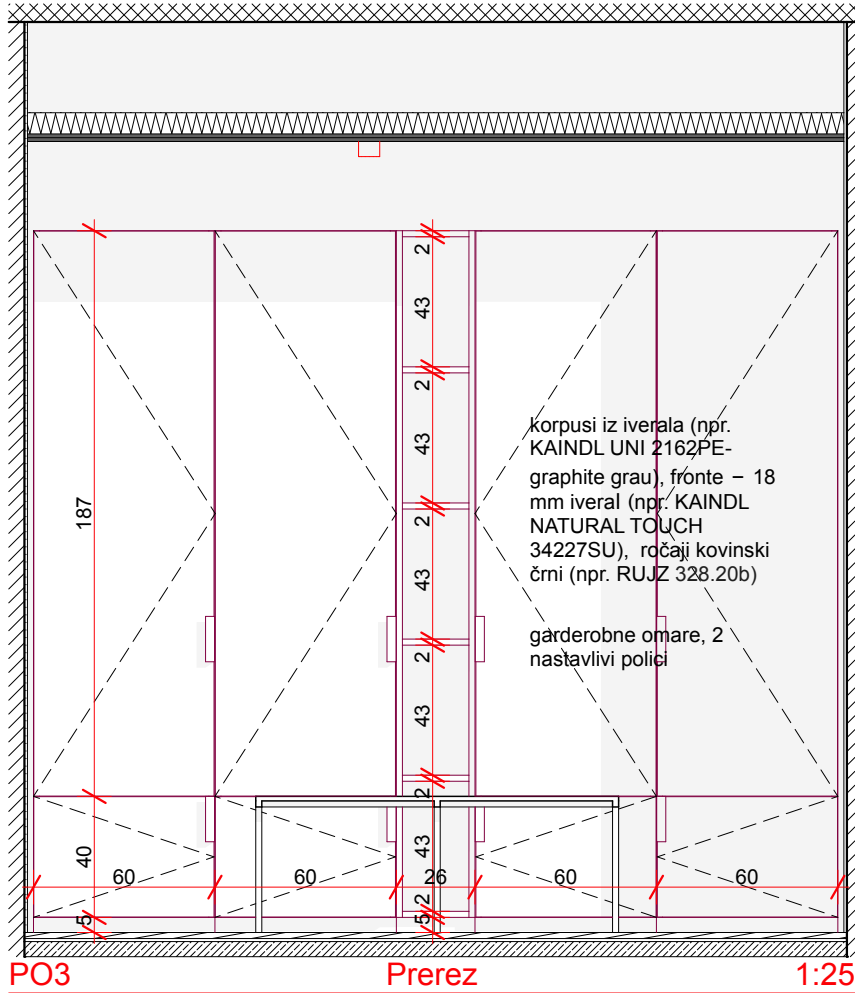 2
43
2
43
2
43
2
43
2
43
2
5
187
40
5
60
60
26
60
60
korpusi iz iverala (npr.
KAINDL UNI 2162PE-
graphite grau), fronte – 18
mm iveral (npr. KAINDL
NATURAL TOUCH
34227SU), ročaji kovinski
črni (npr. RUJZ 328.20b)
garderobne omare, 2
nastavlivi polici
PO3 Prerez 1:25